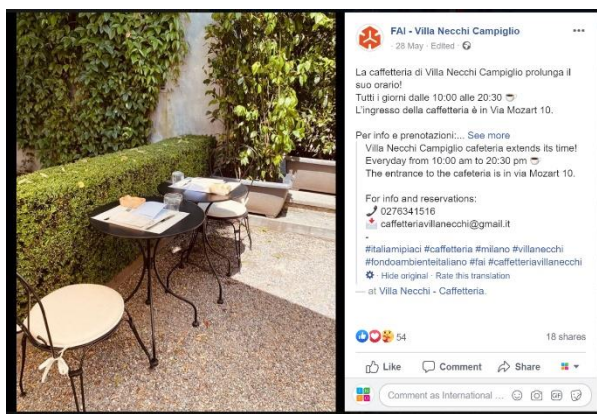 FAI - Villa Necchi Campiglio
28 May · Edited ·
La caffetteria di Villa Necchi Campiglio prolunga il
suo orario!
Tutti i giorni dalle 10:00 alle 20:30 ☕
L'ingresso della caffetteria è in Via Mozart 10.
Per info e prenotazioni:... See more
Villa Necchi Campiglio cafeteria extends its time!
Everyday from 10:00 am to 20:30 pm ☕
The entrance to the cafeteria is in via Mozart 10.
For info and reservations:
0276341516
caffetteriavillanecchi@gmail.it
-
#italiamipiaci #caffetteria #milano #villanecchi
#fondoambienteitaliano #fai #caffetteriavillanecchi
Hide original · Rate this translation
— at Villa Necchi - Caffetteria.
54 18 shares
Like Comment Share
Comment as International ...
GIF